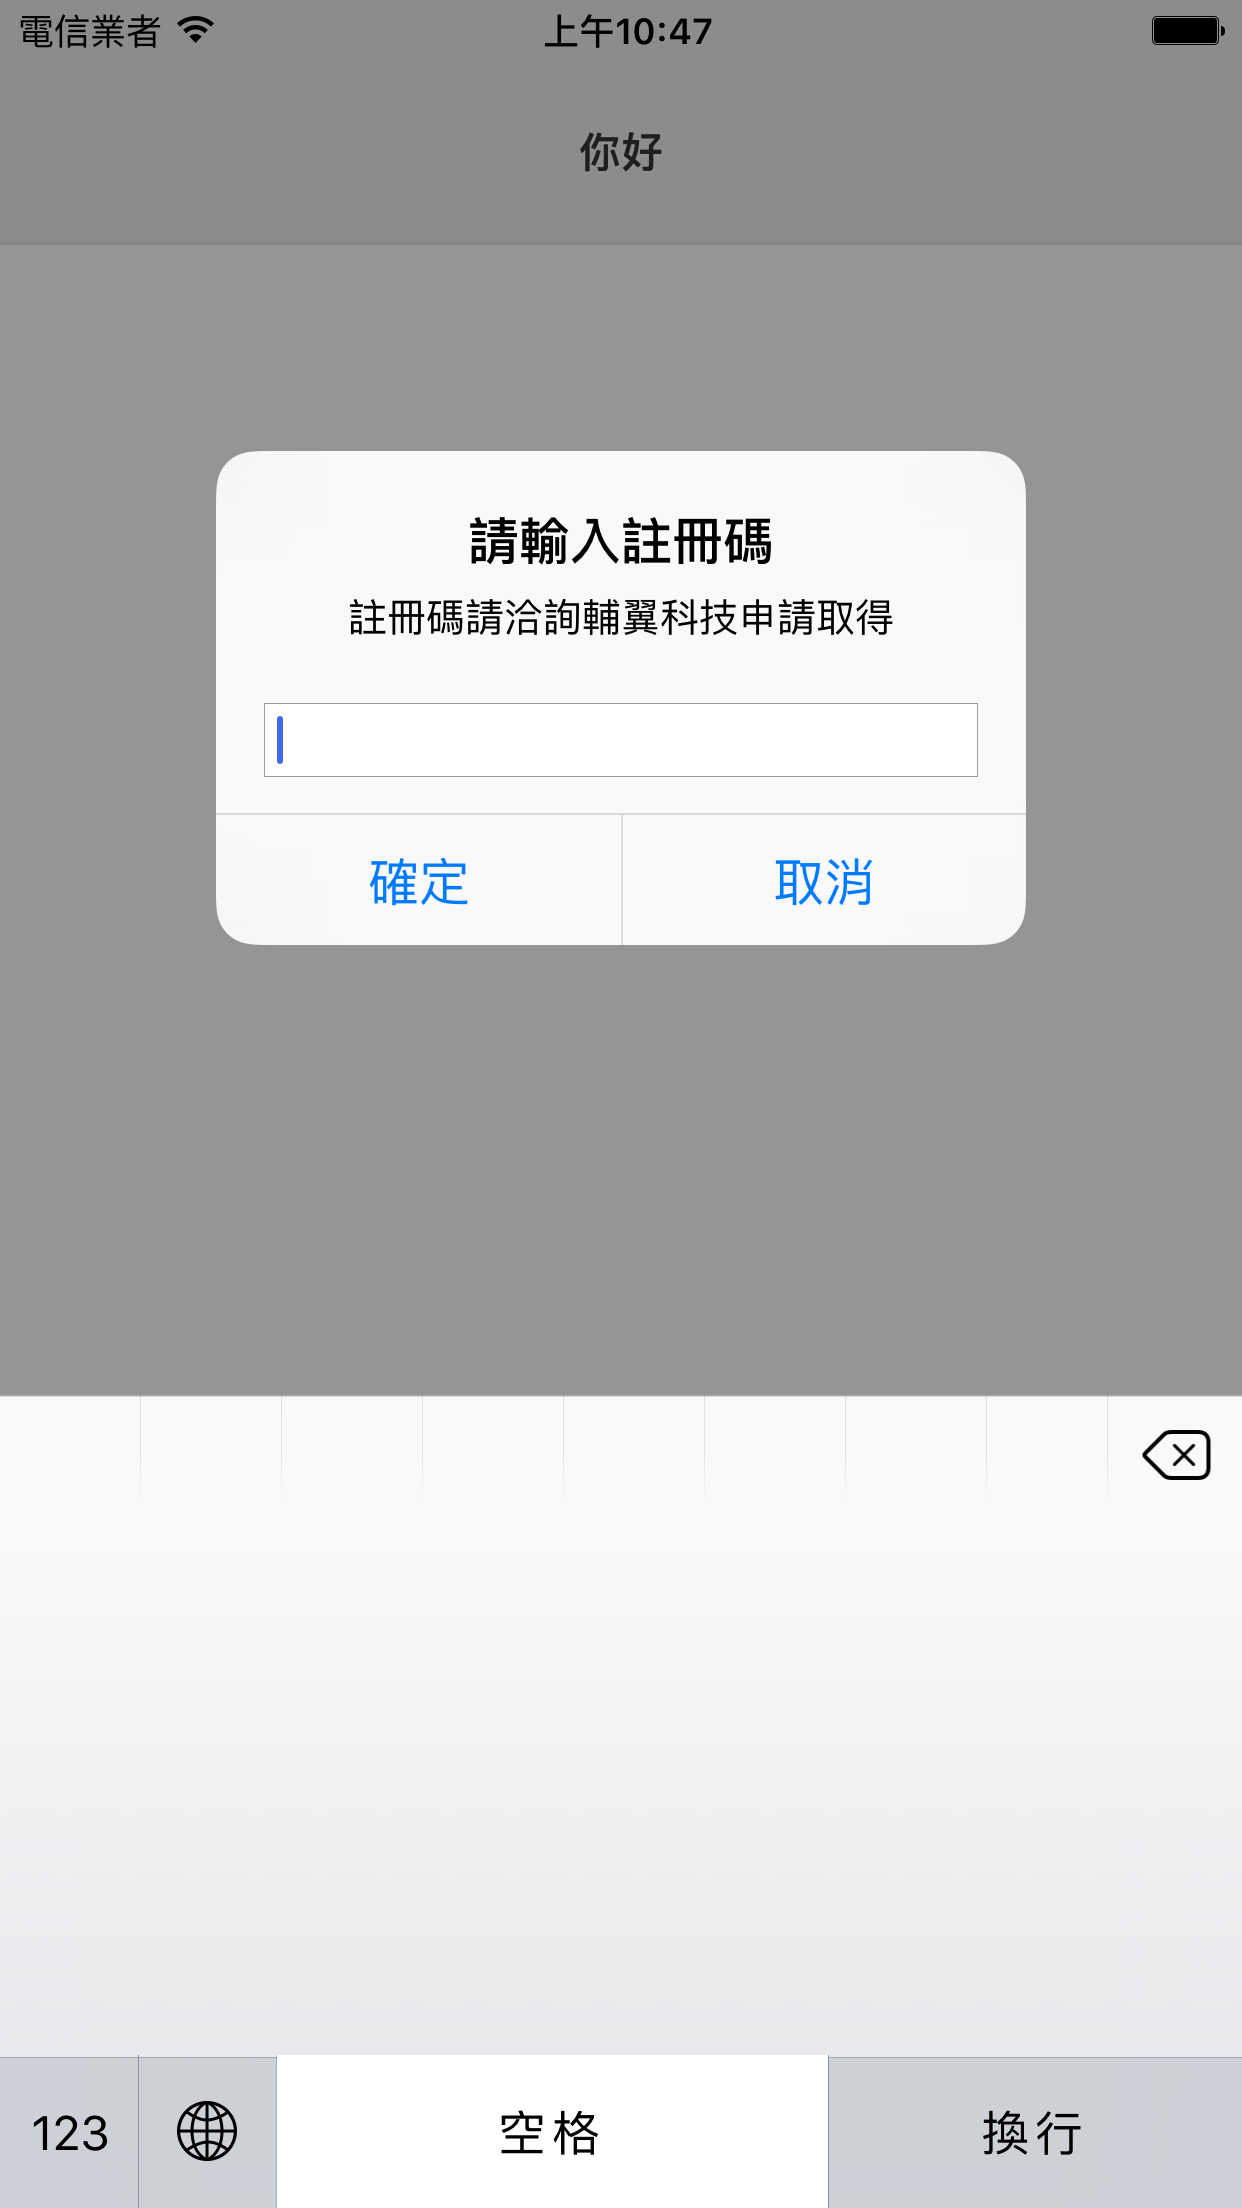 電信業者 上午10:47
你好
請輸入註冊碼
註冊碼請洽詢輔翼科技申請取得
確定 取消
123 空格 換行